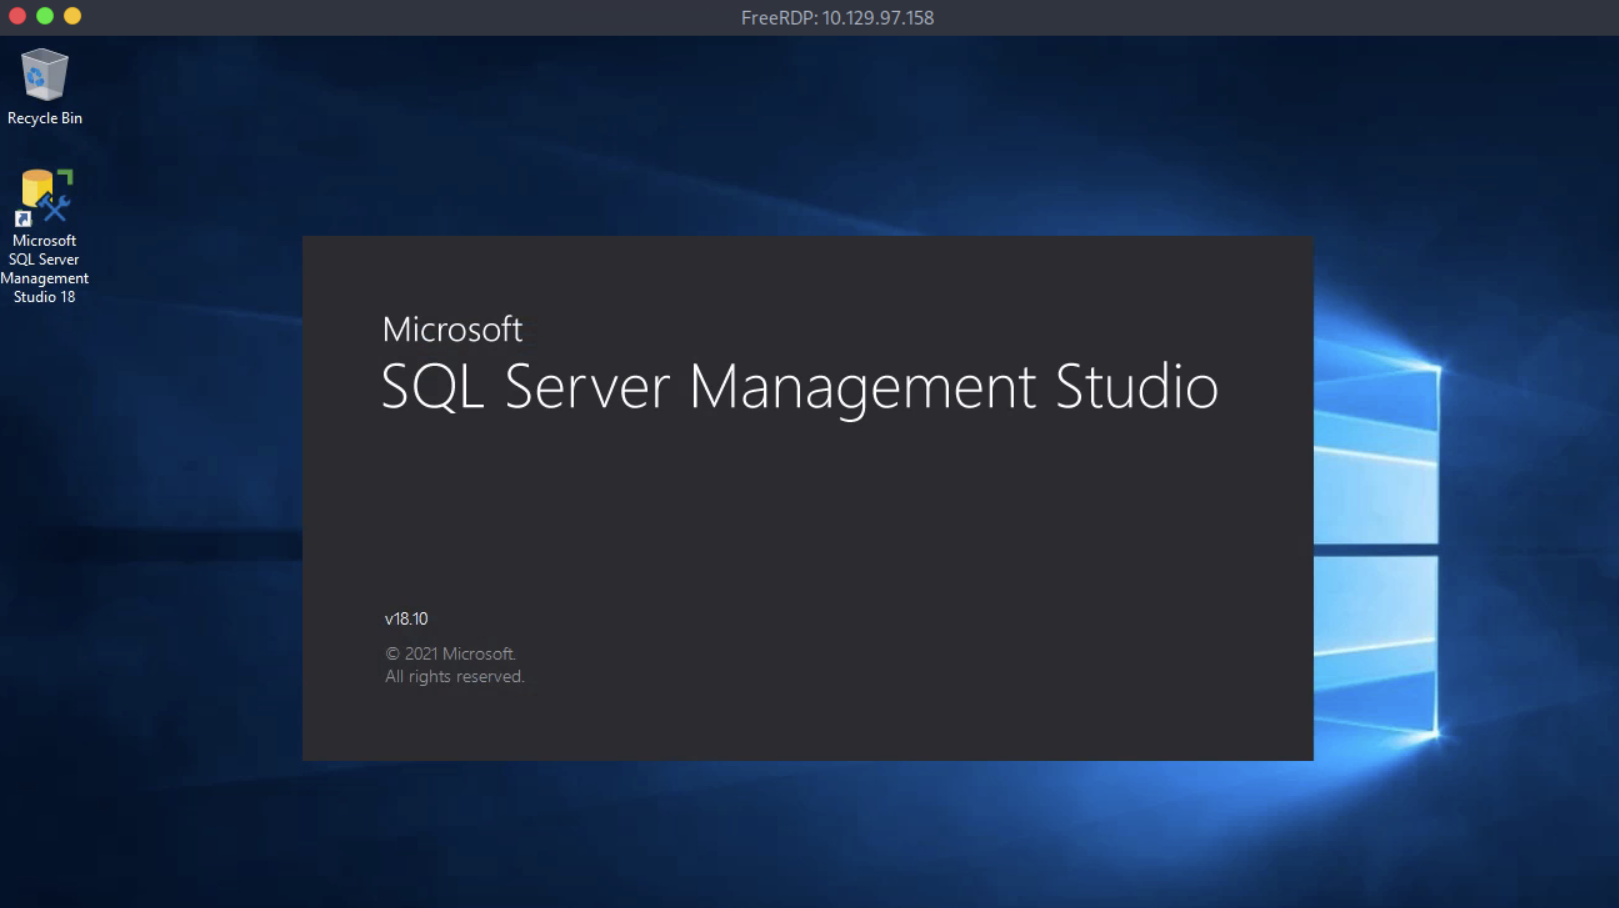 FreeRDP: 10.129.97.158
Recycle Bin
Microsoft
SQL Server
Management
Studio 18
Microsoft
SQL Server Management Studio
v18.10
© 2021 Microsoft.
All rights reserved.